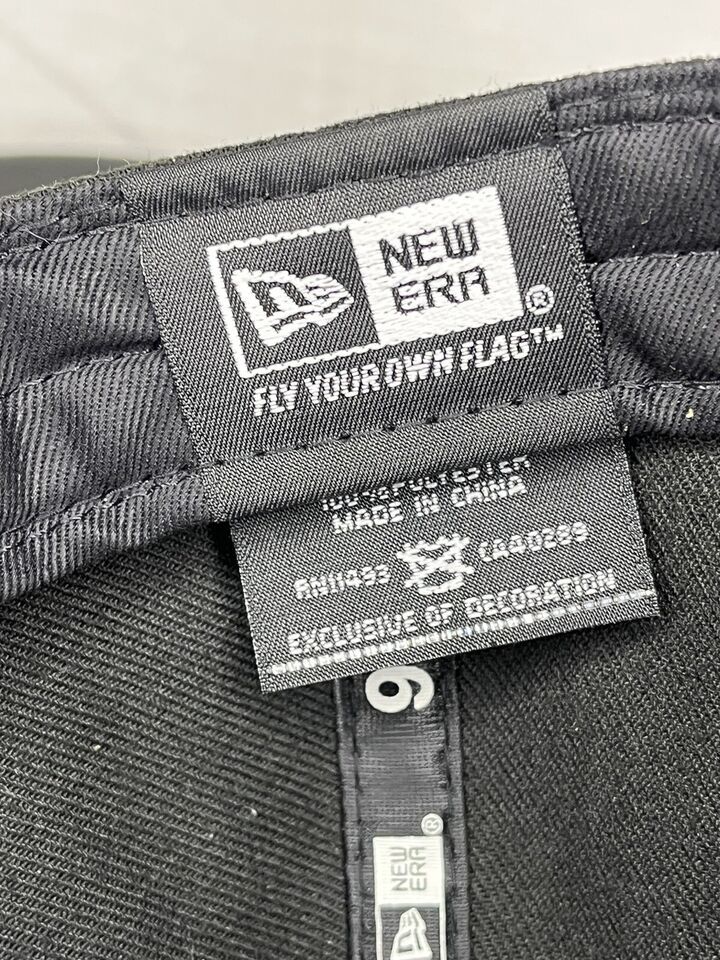 NEW
ERA®
FLY YOUR OWN FLAG™
100% POLYESTER
MADE IN CHINA
RN11493 CA40289
EXCLUSIVE OF DECORATION
9
®
NEW
ERA